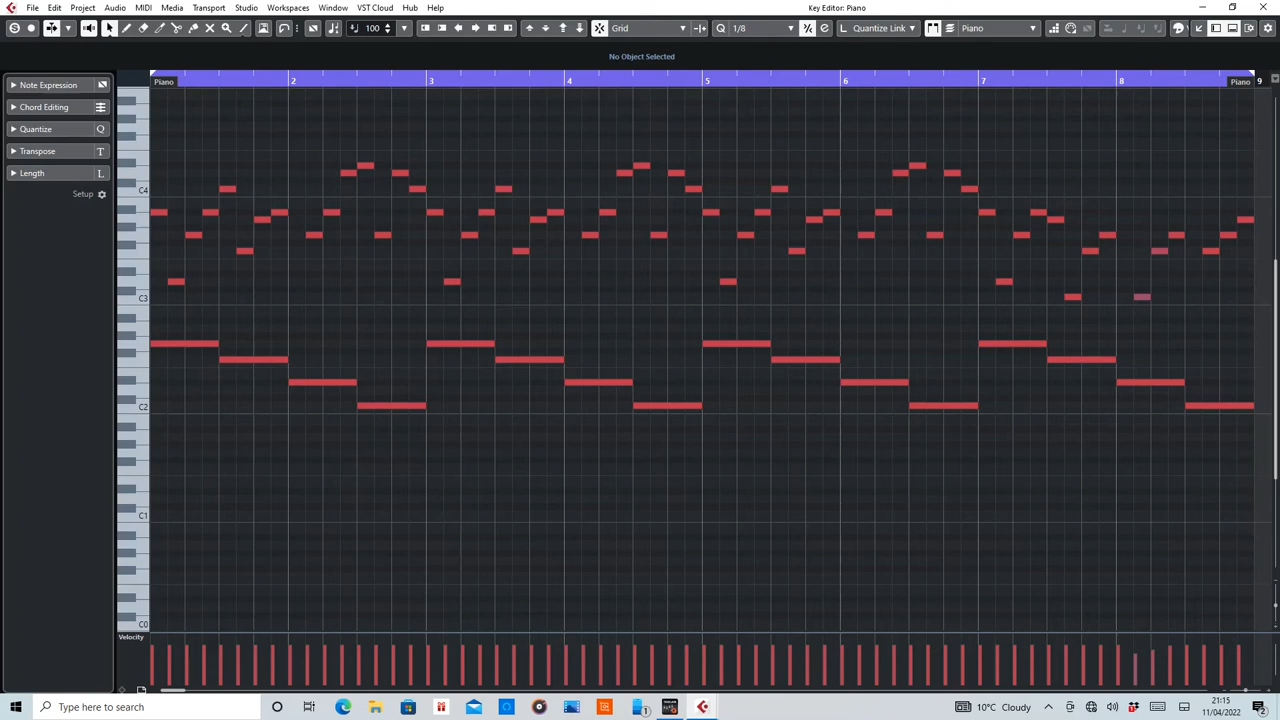 File Edit Project Audio MIDI Media Transport Studio Workspaces Window VST Cloud Hub Help
Key Editor: Piano
S 100 Grid Q 1/8 e L Quantize Link Piano
No Object Selected
Piano 2 3 4 5 6 7 8 Piano 9
Note Expression
Chord Editing
Quantize Q
Transpose T
Length L
Setup
C4
C3
C2
C1
C0
Velocity
Type here to search
1
10°C Cloudy
21:15
11/04/2022
2